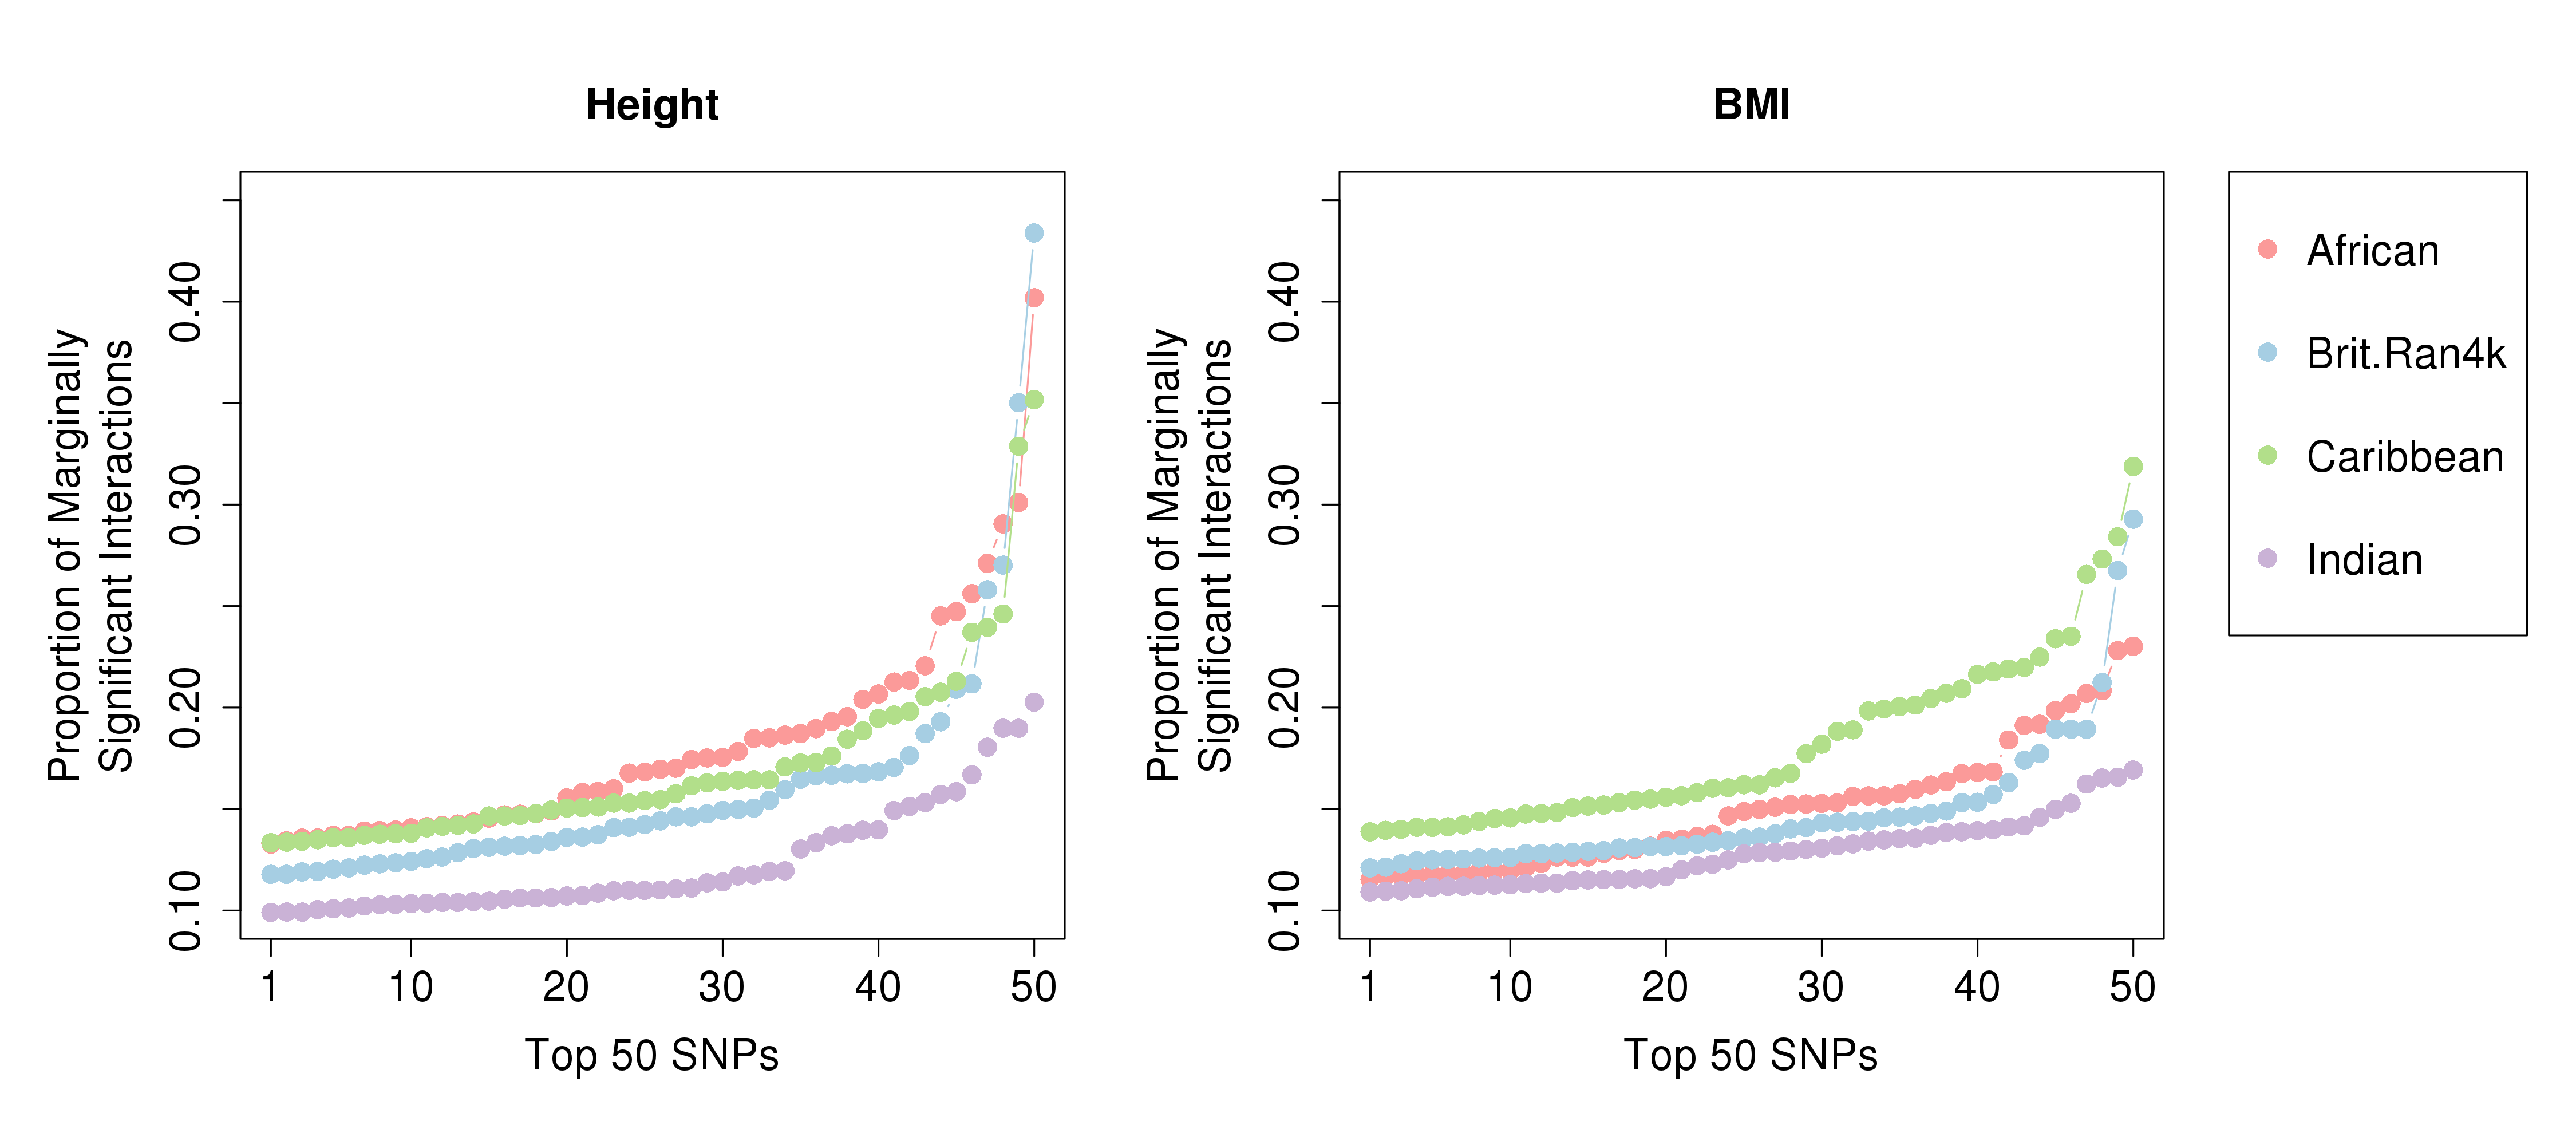 Height
Proportion of Marginally
Significant Interactions
0.10
0.20
0.30
0.40
1
10
20
30
40
50
Top 50 SNPs
BMI
Proportion of Marginally
Significant Interactions
0.10
0.20
0.30
0.40
1
10
20
30
40
50
Top 50 SNPs
African
Brit.Ran4k
Caribbean
Indian